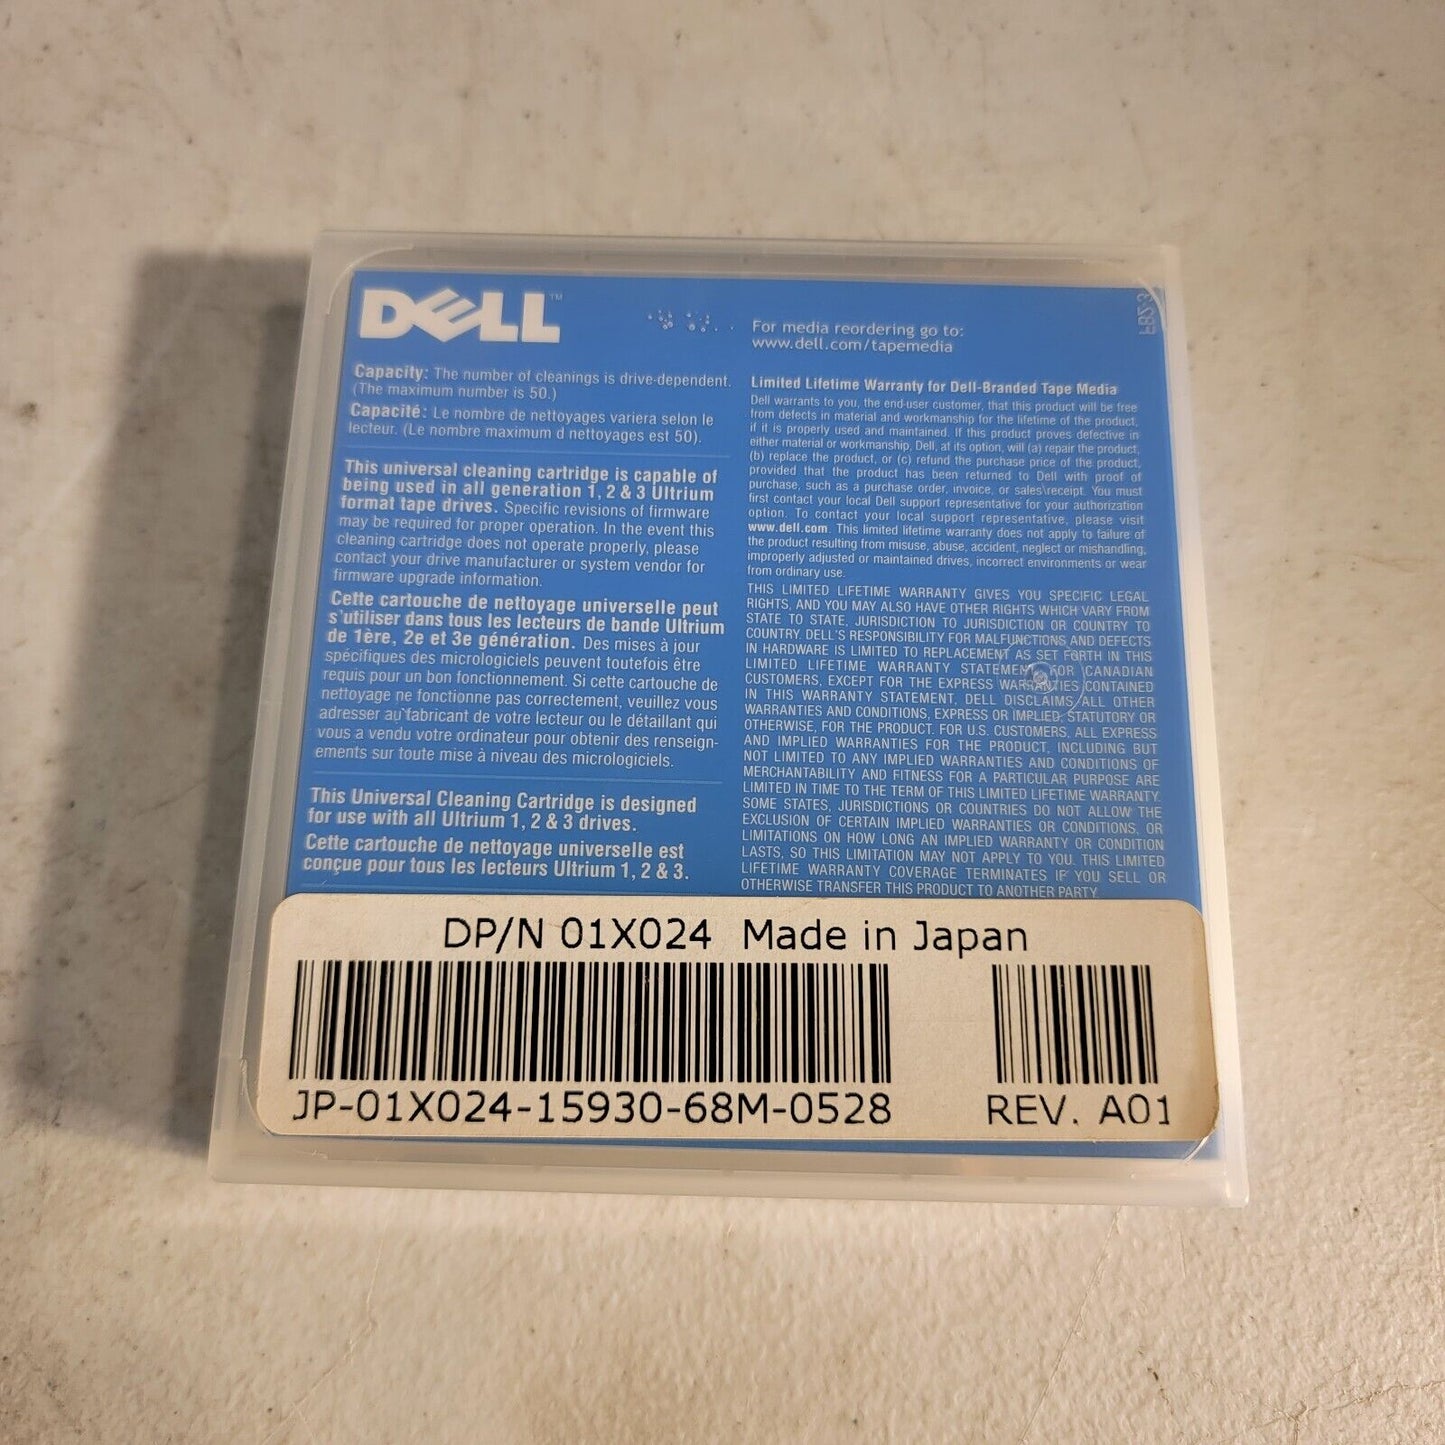 DELL™
Capacity: The number of cleanings is drive-dependent.
(The maximum number is 50.)
Capacité: Le nombre de nettoyages variera selon le
lecteur. (Le nombre maximum d nettoyages est 50).
This universal cleaning cartridge is capable of
being used in all generation 1, 2 & 3 Ultrium
format tape drives. Specific revisions of firmware
may be required for proper operation. In the event this
cleaning cartridge does not operate properly, please
contact your drive manufacturer or system vendor for
firmware upgrade information.
Cette cartouche de nettoyage universelle peut
s'utiliser dans tous les lecteurs de bande Ultrium
de 1ère, 2e et 3e génération. Des mises à jour
spécifiques des micrologiciels peuvent toutefois être
requis pour un bon fonctionnement. Si cette cartouche de
nettoyage ne fonctionne pas correctement, veuillez vous
adresser au fabricant de votre lecteur ou le détaillant qui
vous a vendu votre ordinateur pour obtenir des renseign-
ements sur toute mise à niveau des micrologiciels.
This Universal Cleaning Cartridge is designed
for use with all Ultrium 1, 2 & 3 drives.
Cette cartouche de nettoyage universelle est
conçue pour tous les lecteurs Ultrium 1, 2 & 3.
For media reordering go to:
www.dell.com/tapemedia
Limited Lifetime Warranty for Dell-Branded Tape Media
Dell warrants to you, the end-user customer, that this product will be free
from defects in material and workmanship for the lifetime of the product,
if it is properly used and maintained. If this product proves defective in
either material or workmanship, Dell, at its option, will (a) repair the product,
(b) replace the product, or (c) refund the purchase price of the product,
provided that the product has been returned to Dell with proof of
purchase, such as a purchase order, invoice, or sales receipt. You must
first contact your local Dell support representative for your authorization
option. To contact your local support representative, please visit
www.dell.com. This limited lifetime warranty does not apply to failure of
the product resulting from misuse, abuse, accident, neglect or mishandling,
improperly adjusted or maintained drives, incorrect environments or wear
from ordinary use.
THIS LIMITED LIFETIME WARRANTY GIVES YOU SPECIFIC LEGAL
RIGHTS, AND YOU MAY ALSO HAVE OTHER RIGHTS WHICH VARY FROM
STATE TO STATE, JURISDICTION TO JURISDICTION OR COUNTRY TO
COUNTRY. DELL'S RESPONSIBILITY FOR MALFUNCTIONS AND DEFECTS
IN HARDWARE IS LIMITED TO REPLACEMENT AS SET FORTH IN THIS
LIMITED LIFETIME WARRANTY STATEMENT FOR CANADIAN
CUSTOMERS, EXCEPT FOR THE EXPRESS WARRANTIES CONTAINED
IN THIS WARRANTY STATEMENT, DELL DISCLAIMS ALL OTHER
WARRANTIES AND CONDITIONS, EXPRESS OR IMPLIED, STATUTORY OR
OTHERWISE, FOR THE PRODUCT. FOR U.S. CUSTOMERS, ALL EXPRESS
AND IMPLIED WARRANTIES FOR THE PRODUCT, INCLUDING BUT
NOT LIMITED TO ANY IMPLIED WARRANTIES AND CONDITIONS OF
MERCHANTABILITY AND FITNESS FOR A PARTICULAR PURPOSE ARE
LIMITED IN TIME TO THE TERM OF THIS LIMITED LIFETIME WARRANTY.
SOME STATES, JURISDICTIONS OR COUNTRIES DO NOT ALLOW THE
EXCLUSION OF CERTAIN IMPLIED WARRANTIES OR CONDITIONS, OR
LIMITATIONS ON HOW LONG AN IMPLIED WARRANTY OR CONDITION
LASTS, SO THIS LIMITATION MAY NOT APPLY TO YOU. THIS LIMITED
LIFETIME WARRANTY COVERAGE TERMINATES IF YOU SELL OR
OTHERWISE TRANSFER THIS PRODUCT TO ANOTHER PARTY.
DP/N 01X024 Made in Japan
JP-01X024-15930-68M-0528
REV. A01